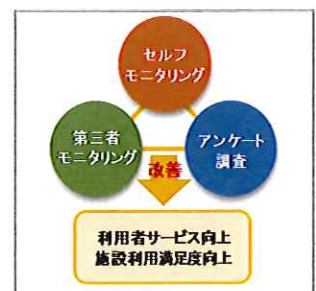 セルフ
モニタリング
第三者
モニタリング
アンケート
調査
改善
利用者サービス向上
施設利用満足度向上